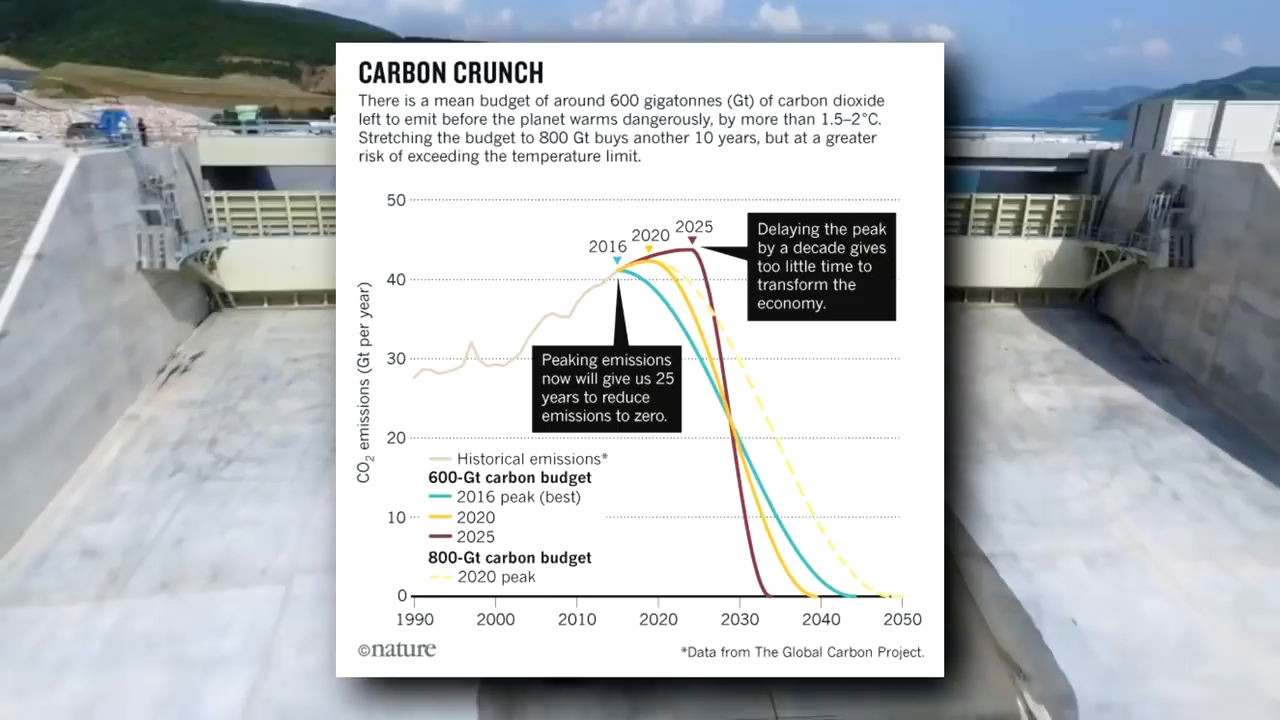 CARBON CRUNCH
There is a mean budget of around 600 gigatonnes (Gt) of carbon dioxide
left to emit before the planet warms dangerously, by more than 1.5–2°C.
Stretching the budget to 800 Gt buys another 10 years, but at a greater
risk of exceeding the temperature limit.
50
2016
2020
2025
Delaying the peak
by a decade gives
too little time to
transform the
economy.
40
CO2 emissions (Gt per year)
30
Peaking emissions
now will give us 25
years to reduce
emissions to zero.
20
Historical emissions*
600-Gt carbon budget
2016 peak (best)
10
2020
2025
800-Gt carbon budget
2020 peak
0
1990
2000
2010
2020
2030
2040
2050
©nature
*Data from The Global Carbon Project.